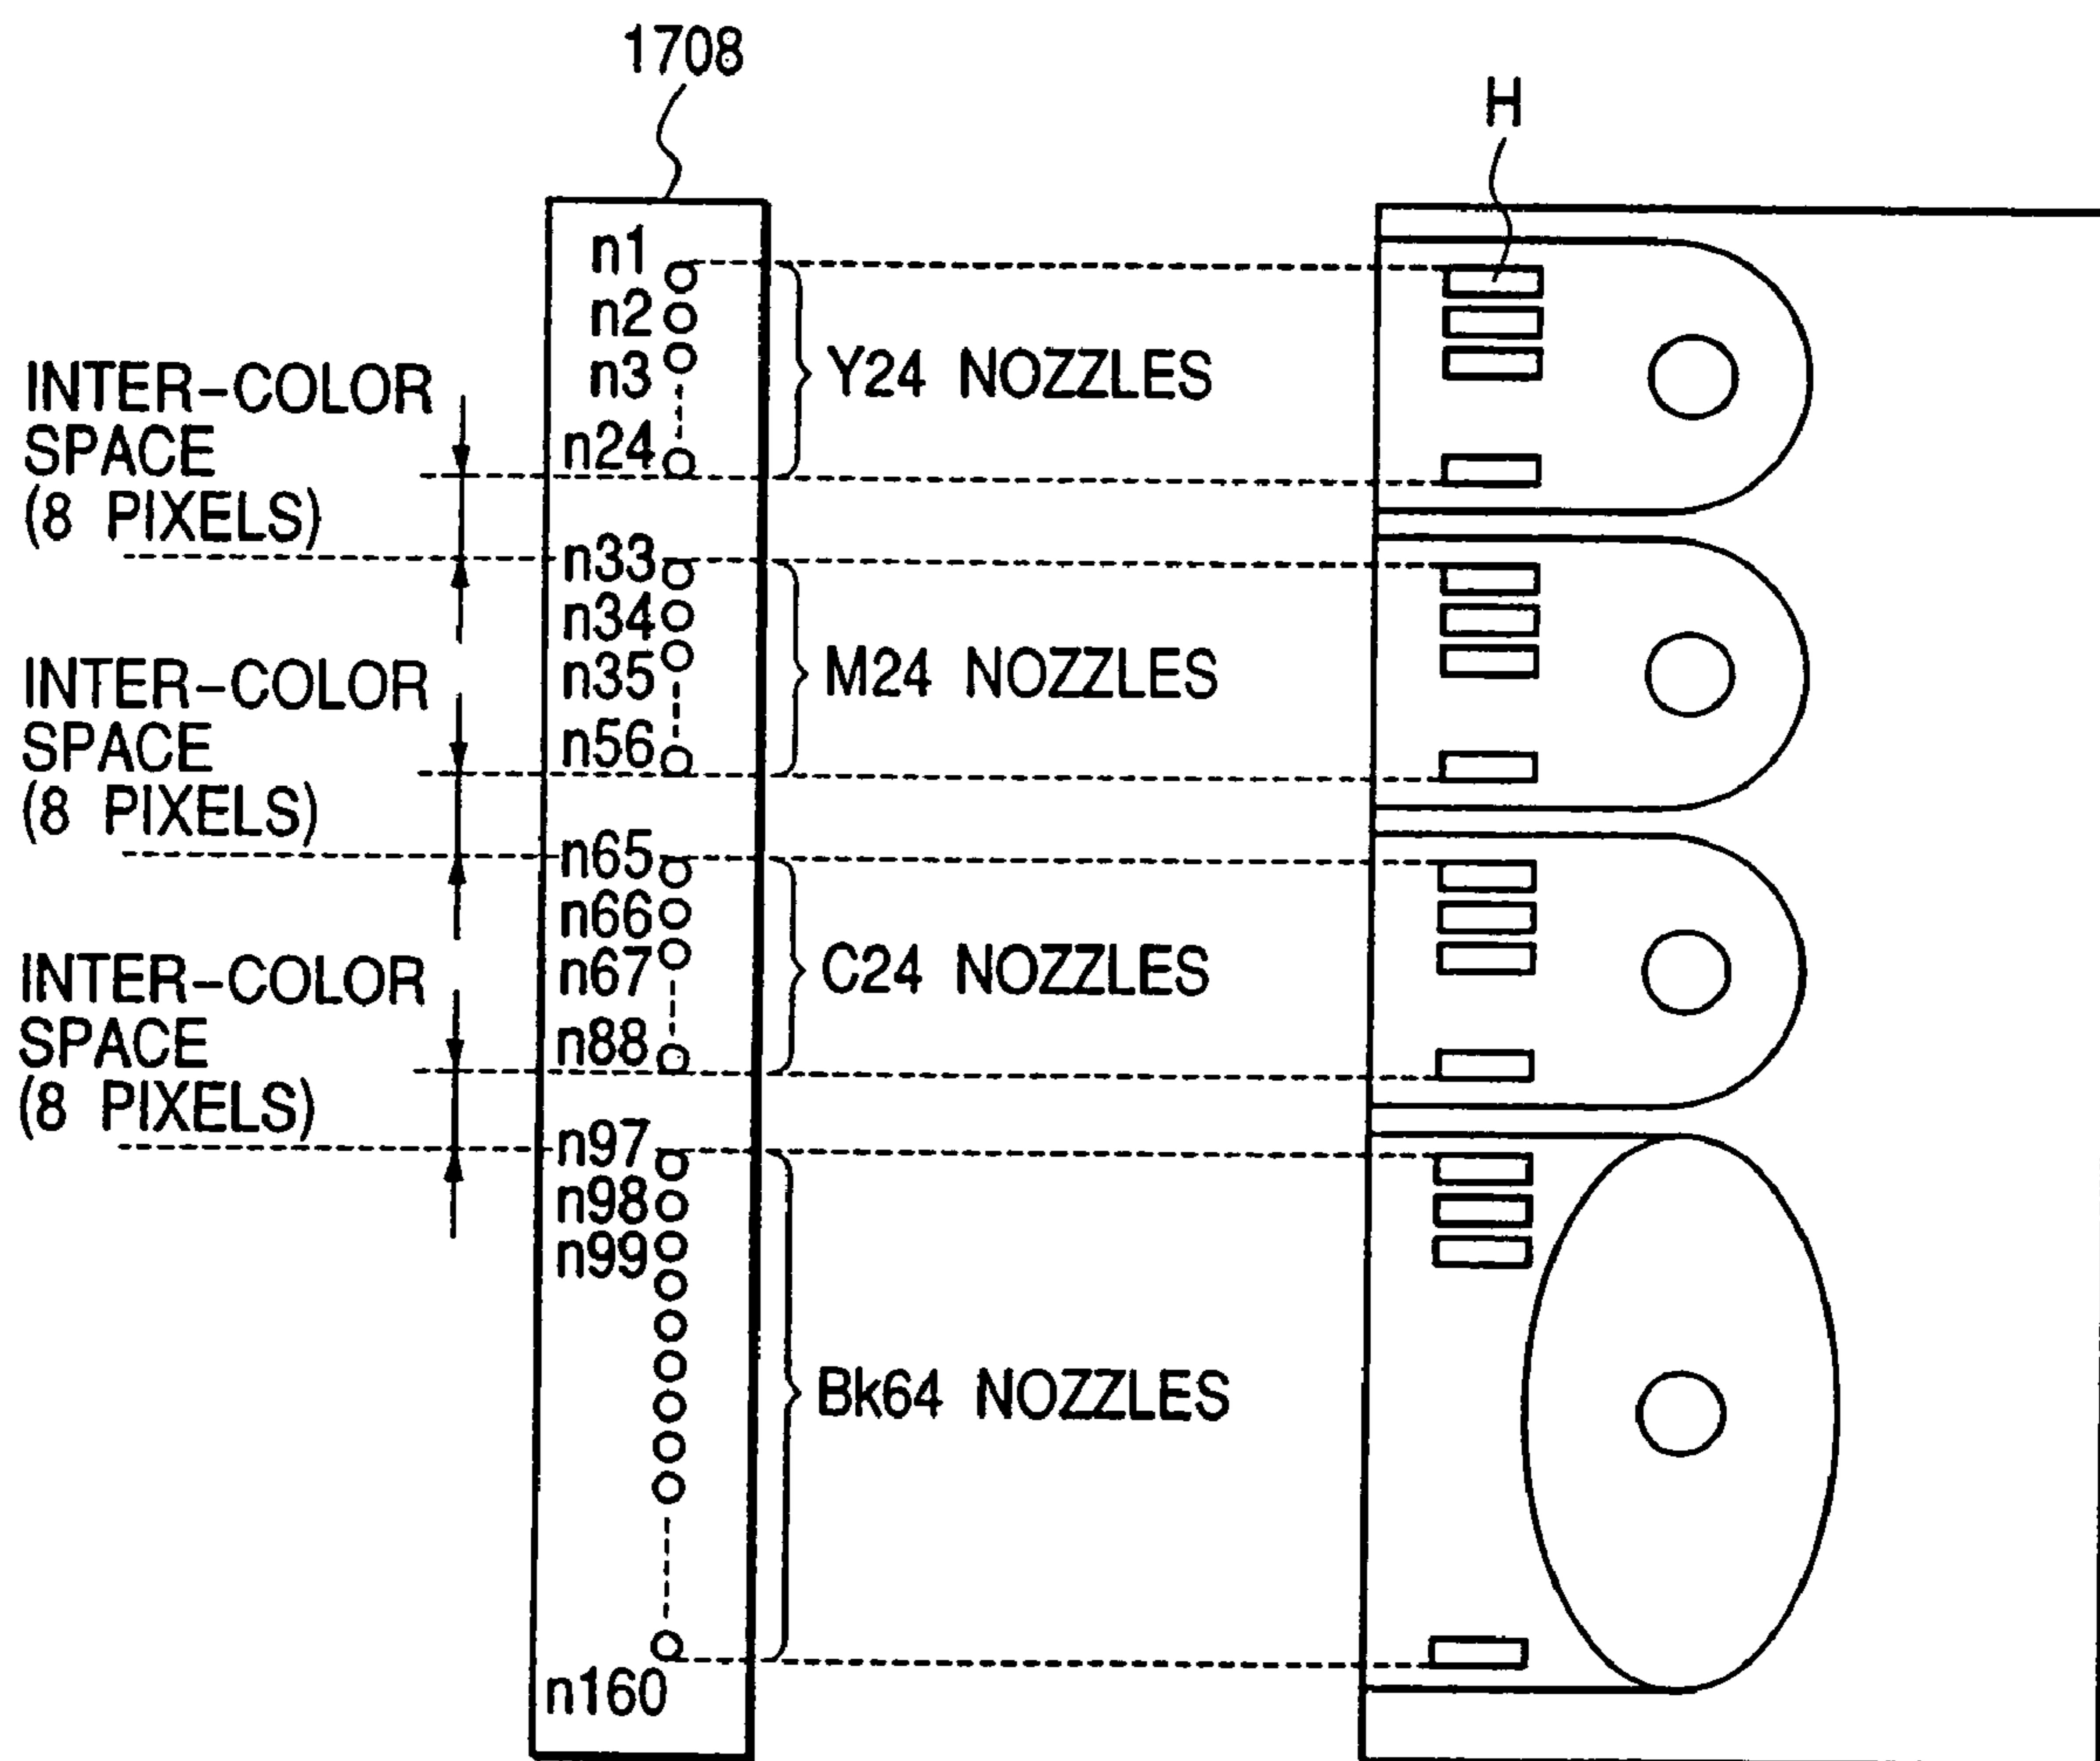 1708
H
n1
n2
n3
n24
Y24 NOZZLES
INTER-COLOR
SPACE
(8 PIXELS)
n33
n34
n35
n56
M24 NOZZLES
INTER-COLOR
SPACE
(8 PIXELS)
n65
n66
n67
n88
C24 NOZZLES
INTER-COLOR
SPACE
(8 PIXELS)
n97
n98
n99
Bk64 NOZZLES
n160